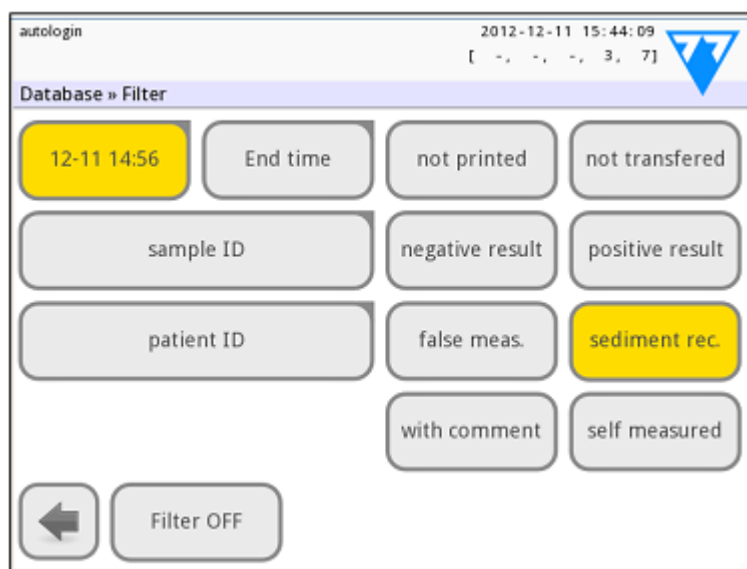 autologin
2012-12-11 15:44:09
[ -, -, -, 3, 7]
Database » Filter
12-11 14:56
End time
not printed
not transfered
sample ID
negative result
positive result
patient ID
false meas.
sediment rec.
with comment
self measured
Filter OFF